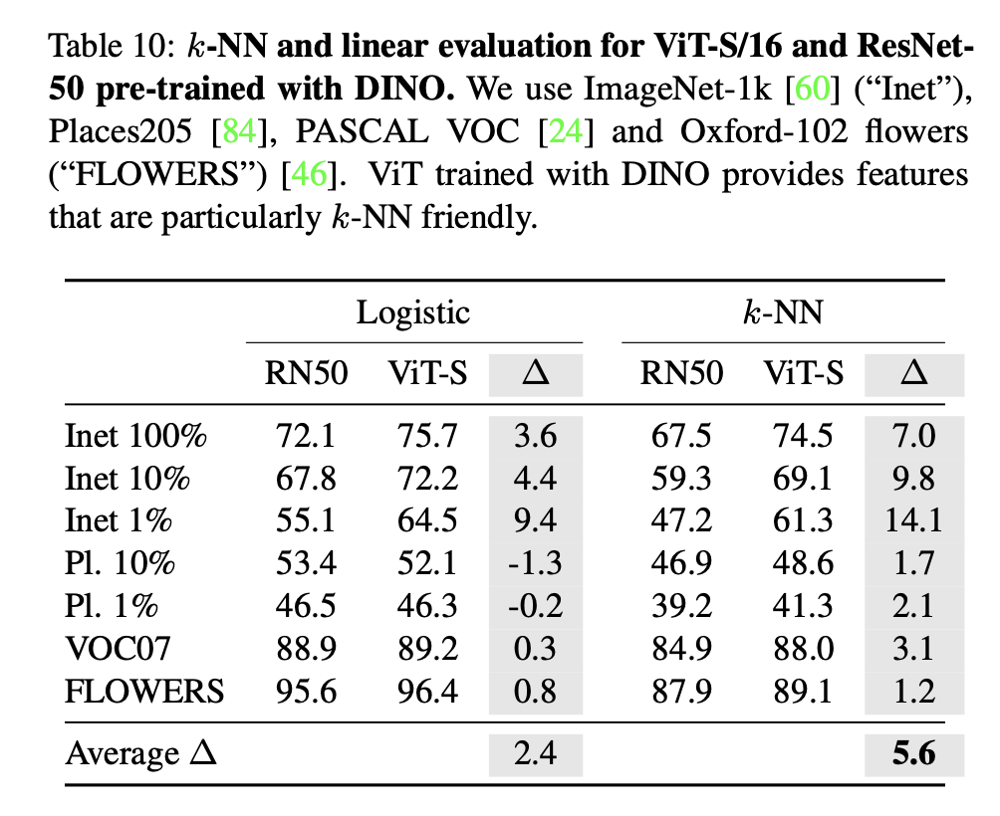 Table 10: k-NN and linear evaluation for ViT-S/16 and ResNet-
50 pre-trained with DINO. We use ImageNet-1k [60] (“Inet”),
Places205 [84], PASCAL VOC [24] and Oxford-102 flowers
(“FLOWERS”) [46]. ViT trained with DINO provides features
that are particularly k-NN friendly.
Logistic k-NN
RN50 ViT-S Δ RN50 ViT-S Δ
Inet 100% 72.1 75.7 3.6 67.5 74.5 7.0
Inet 10% 67.8 72.2 4.4 59.3 69.1 9.8
Inet 1% 55.1 64.5 9.4 47.2 61.3 14.1
Pl. 10% 53.4 52.1 -1.3 46.9 48.6 1.7
Pl. 1% 46.5 46.3 -0.2 39.2 41.3 2.1
VOC07 88.9 89.2 0.3 84.9 88.0 3.1
FLOWERS 95.6 96.4 0.8 87.9 89.1 1.2
Average Δ 2.4 5.6